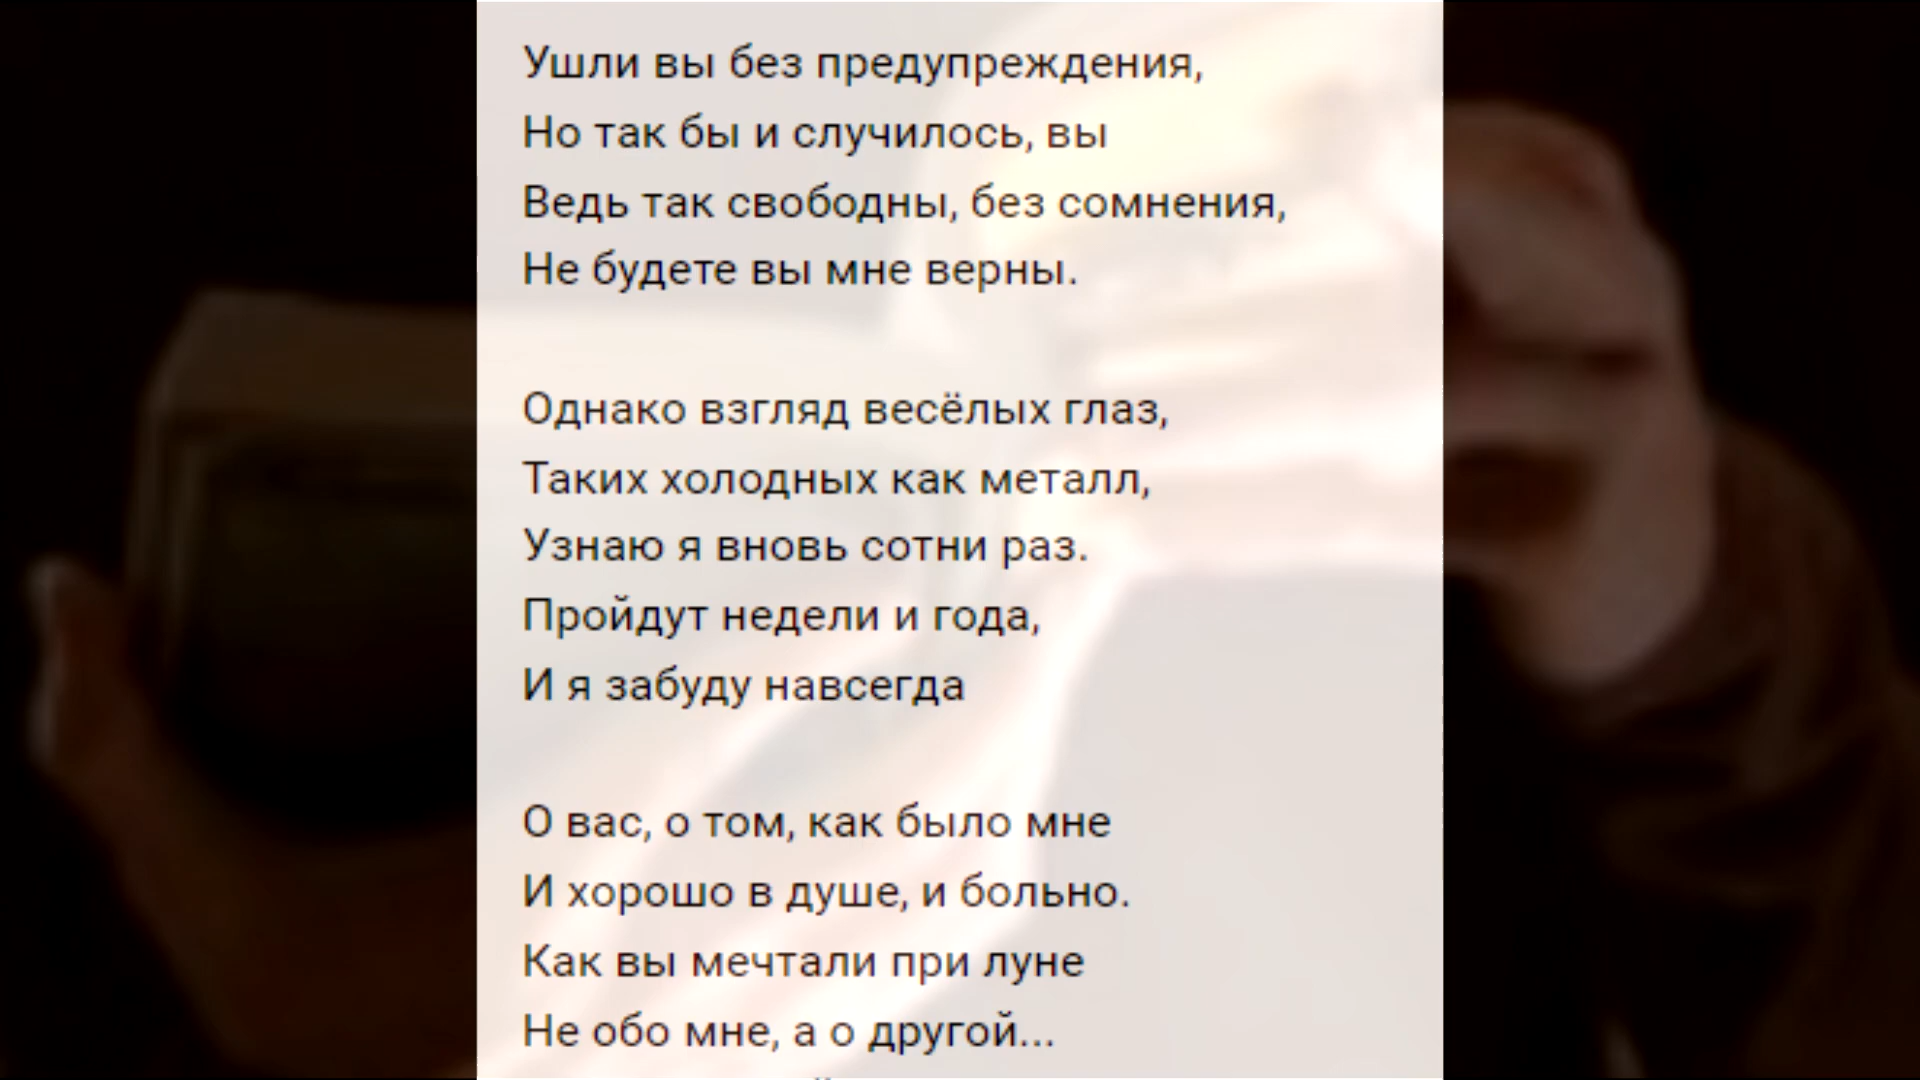 Ушли вы без предупреждения,
Но так бы и случилось, вы
Ведь так свободны, без сомнения,
Не будете вы мне верны.
Однако взгляд весёлых глаз,
Таких холодных как металл,
Узнаю я вновь сотни раз.
Пройдут недели и года,
И я забуду навсегда
О вас, о том, как было мне
И хорошо в душе, и больно.
Как вы мечтали при луне
Не обо мне, а о другой...